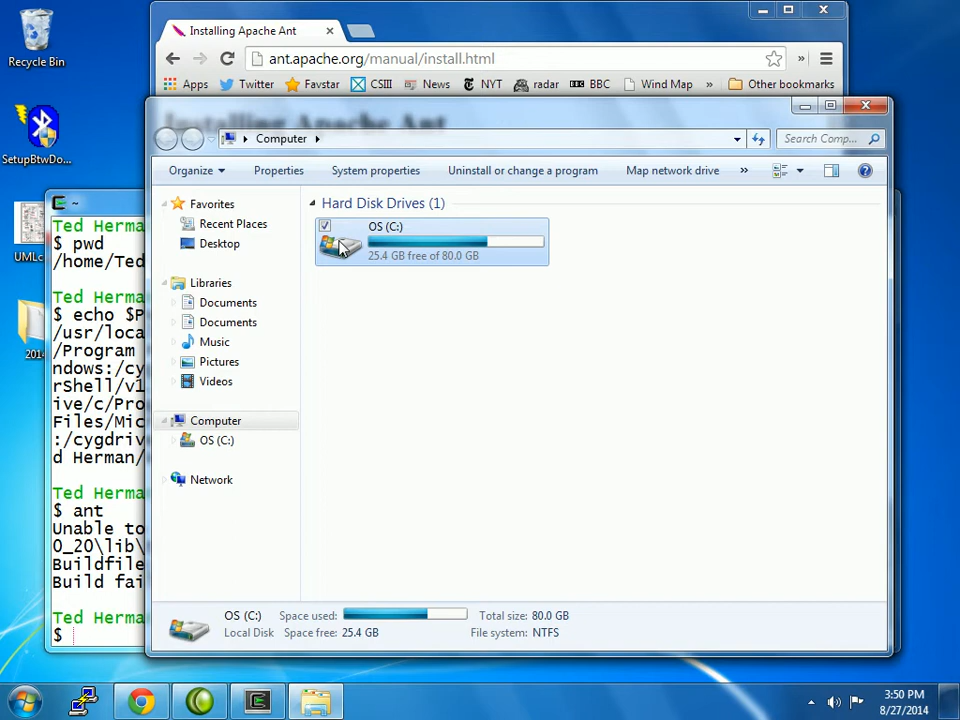 Recycle Bin
SetupBtwDo...
UMLc
2014
Installing Apache Ant
ant.apache.org/manual/install.html
Apps Twitter Favstar CSIII News NYT radar BBC Wind Map » Other bookmarks
Installing Apache Ant
Computer
Search Comp...
Organize Properties System properties Uninstall or change a program Map network drive »
Favorites
Recent Places
Desktop
Libraries
Documents
Documents
Music
Pictures
Videos
Computer
OS (C:)
Network
Hard Disk Drives (1)
OS (C:)
25.4 GB free of 80.0 GB
OS (C:) Space used: Total size: 80.0 GB
Local Disk Space free: 25.4 GB File system: NTFS
~
Ted Herma
$ pwd
/home/Ted
Ted Herma
$ echo $P
/usr/loca
/Program
ndows:/cyg
rShell/v1
ive/c/Pro
Files/Mic
:/cygdriv
d Herman/
Ted Herma
$ ant
Unable to
0_20\lib\
Buildfile
Build fai
Ted Herma
$
3:50 PM
8/27/2014